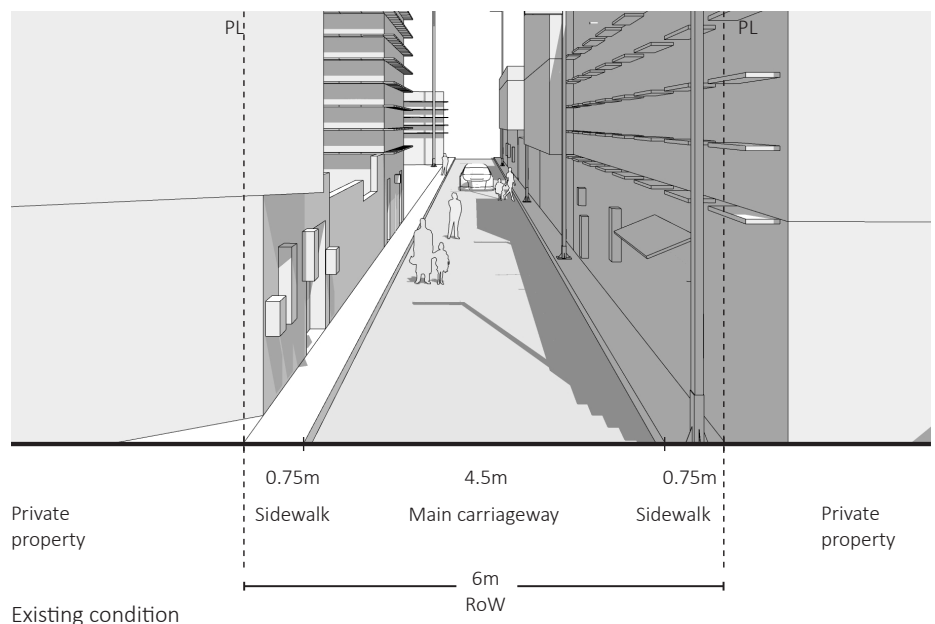 PL
PL
0.75m
4.5m
0.75m
Private
property
Sidewalk
Main carriageway
Sidewalk
Private
property
6m
RoW
Existing condition